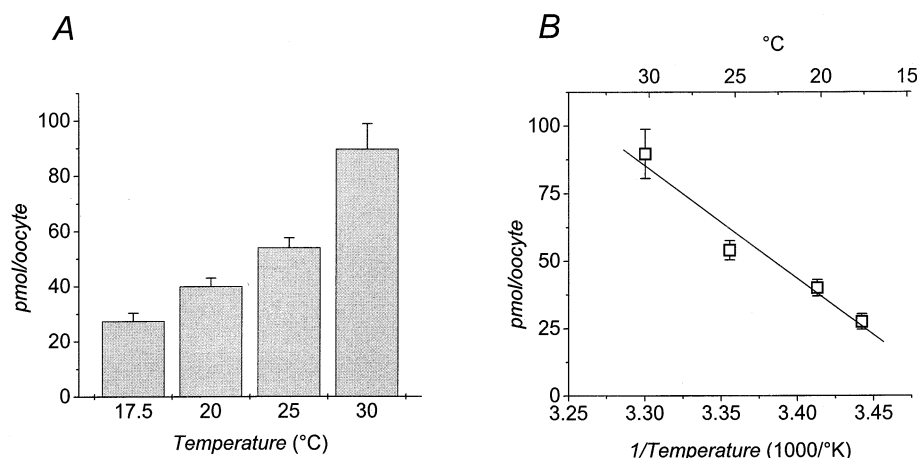 A
pmol/oocyte
100
80
60
40
20
0
17.5 20 25 30
Temperature (°C)
B
°C
30 25 20 15
pmol/oocyte
100
75
50
25
0
3.25 3.30 3.35 3.40 3.45
1/Temperature (1000/°K)